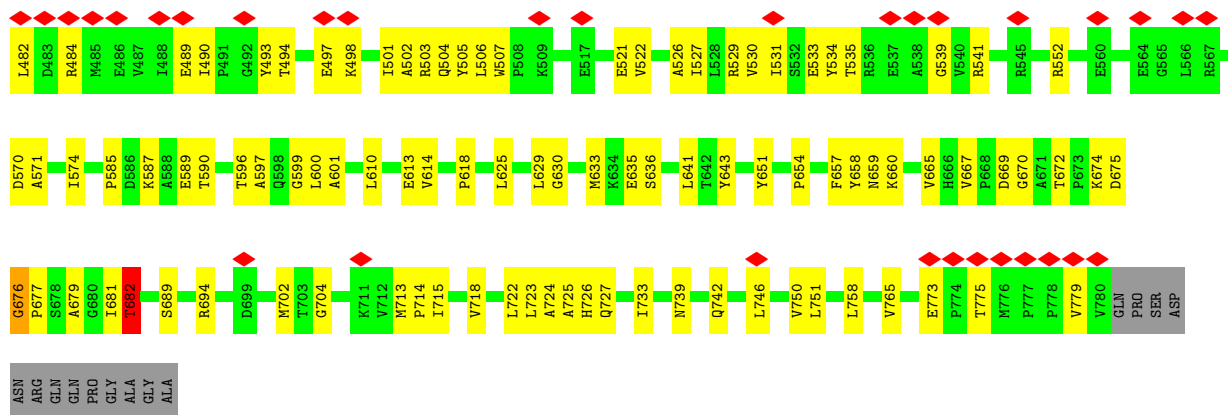 L482 D483 R484 M485 E486 V487 I488 E489 I490 P491 G492 Y493 T494 E497 K498 I501 A502 R503 Q504 Y505 L506 W507 P508 K509 E517 E521 V522 A526 I527 L528 R529 V530 I531 S532 E533 Y534 T535 R536 E537 A538 G539 V540 R541 R545 R552 E560 E564 G565 L566 R567
D570 A571 I574 P585 D586 K587 A588 E589 T590 T596 A597 Q598 G599 L600 A601 L610 E613 V614 P618 L625 L629 G630 M633 K634 E635 S636 L641 T642 Y643 Y651 P654 F657 Y658 N659 K660 V665 H666 V667 P668 D669 G670 A671 T672 P673 K674 D675
G676 P677 S678 A679 G680 I681 T682 S689 R694 D699 M702 T703 G704 K711 V712 M713 P714 I715 V718 L722 L723 A724 A725 H726 Q727 I733 N739 Q742 L746 V750 L751 L758 V765 E773 P774 T775 M776 P777 P778 V779 V780 GLN PRO SER ASP
ASN ARG GLN GLN PRO GLY ALA GLY ALA